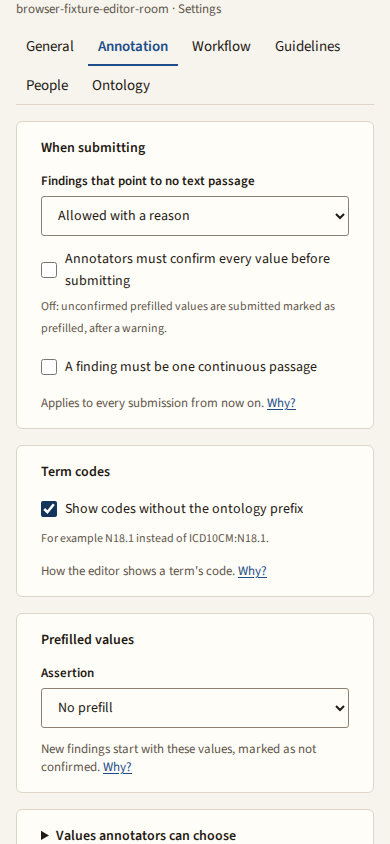 browser-fixture-editor-room · Settings
General Annotation Workflow Guidelines
People Ontology
When submitting
Findings that point to no text passage
Allowed with a reason
Annotators must confirm every value before
submitting
Off: unconfirmed prefilled values are submitted marked as
prefilled, after a warning.
A finding must be one continuous passage
Applies to every submission from now on. Why?
Term codes
Show codes without the ontology prefix
For example N18.1 instead of ICD10CM:N18.1.
How the editor shows a term's code. Why?
Prefilled values
Assertion
No prefill
New findings start with these values, marked as not
confirmed. Why?
Values annotators can choose